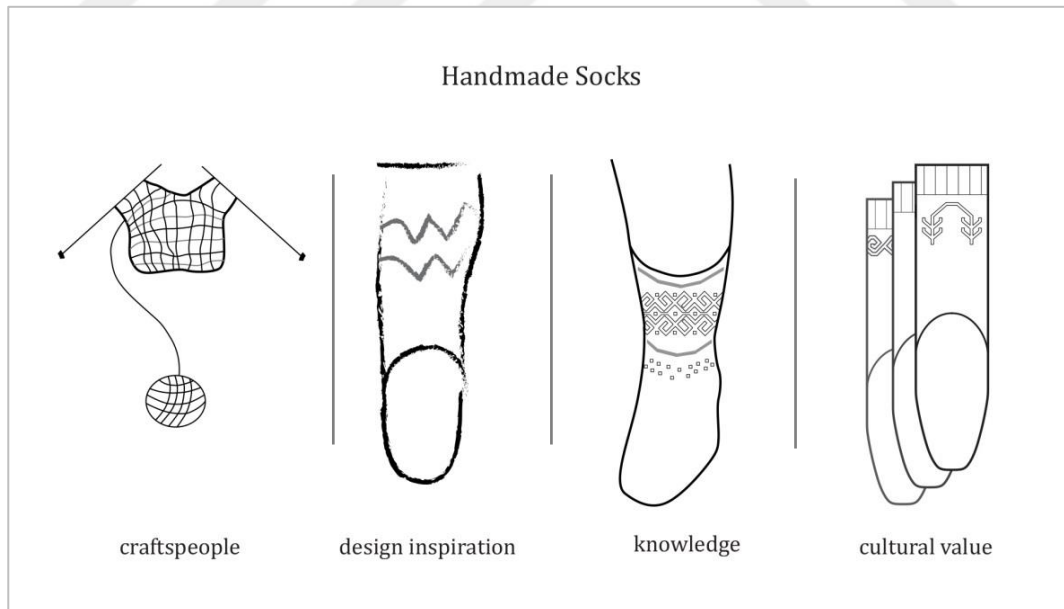 Handmade Socks
craftspeople
design inspiration
knowledge
cultural value